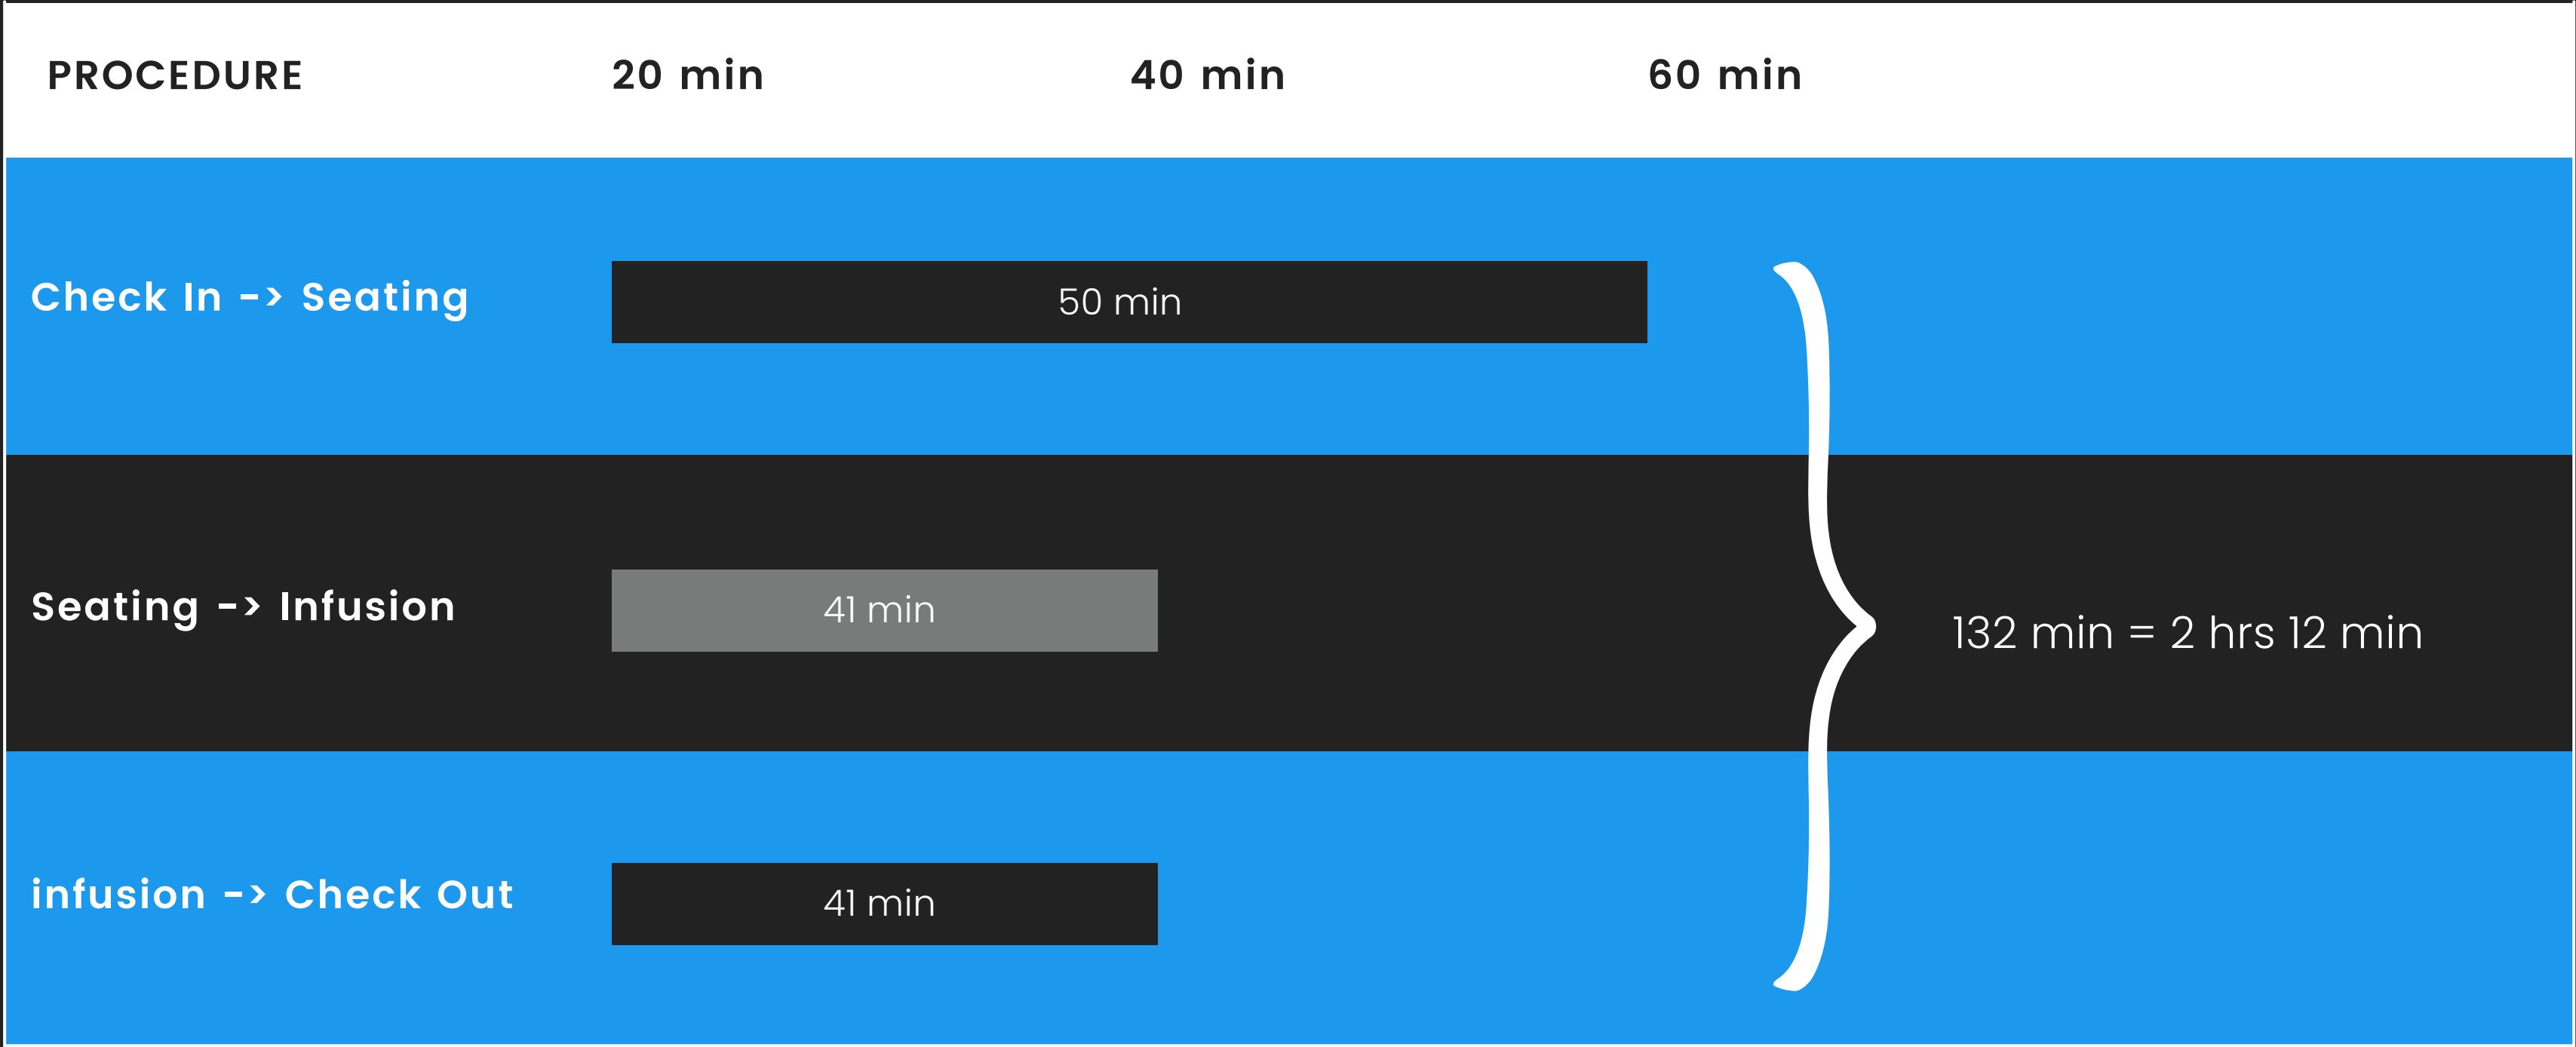 PROCEDURE 20 min 40 min 60 min
Check In -> Seating 50 min
Seating -> Infusion 41 min 132 min = 2 hrs 12 min
infusion -> Check Out 41 min